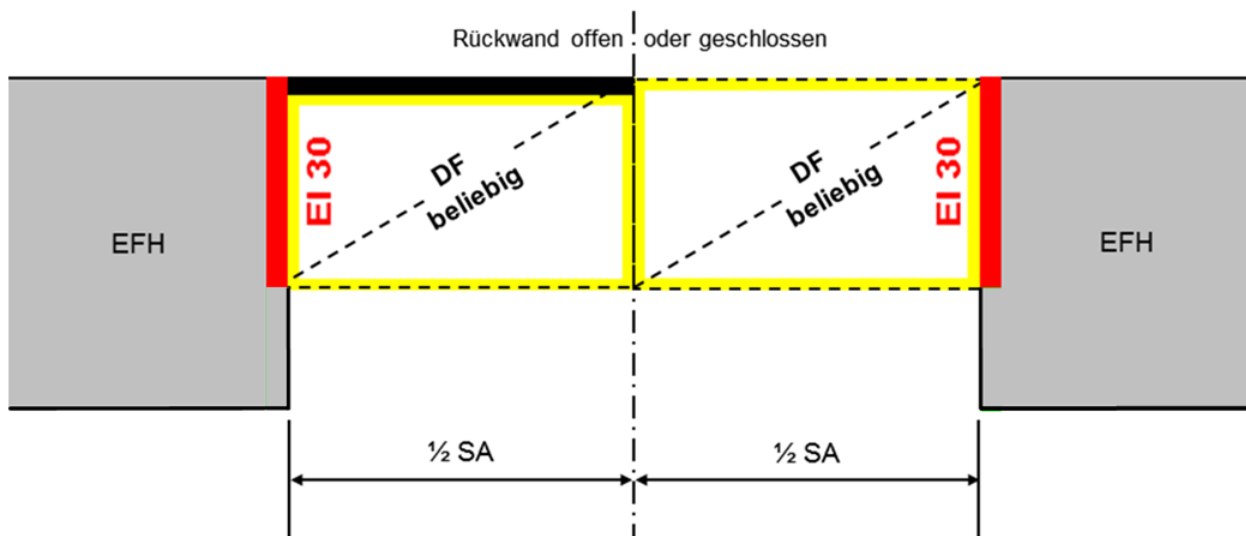 Rückwand offen oder geschlossen
EI 30
DF
beliebig
DF
beliebig
EI 30
EFH
EFH
½ SA
½ SA